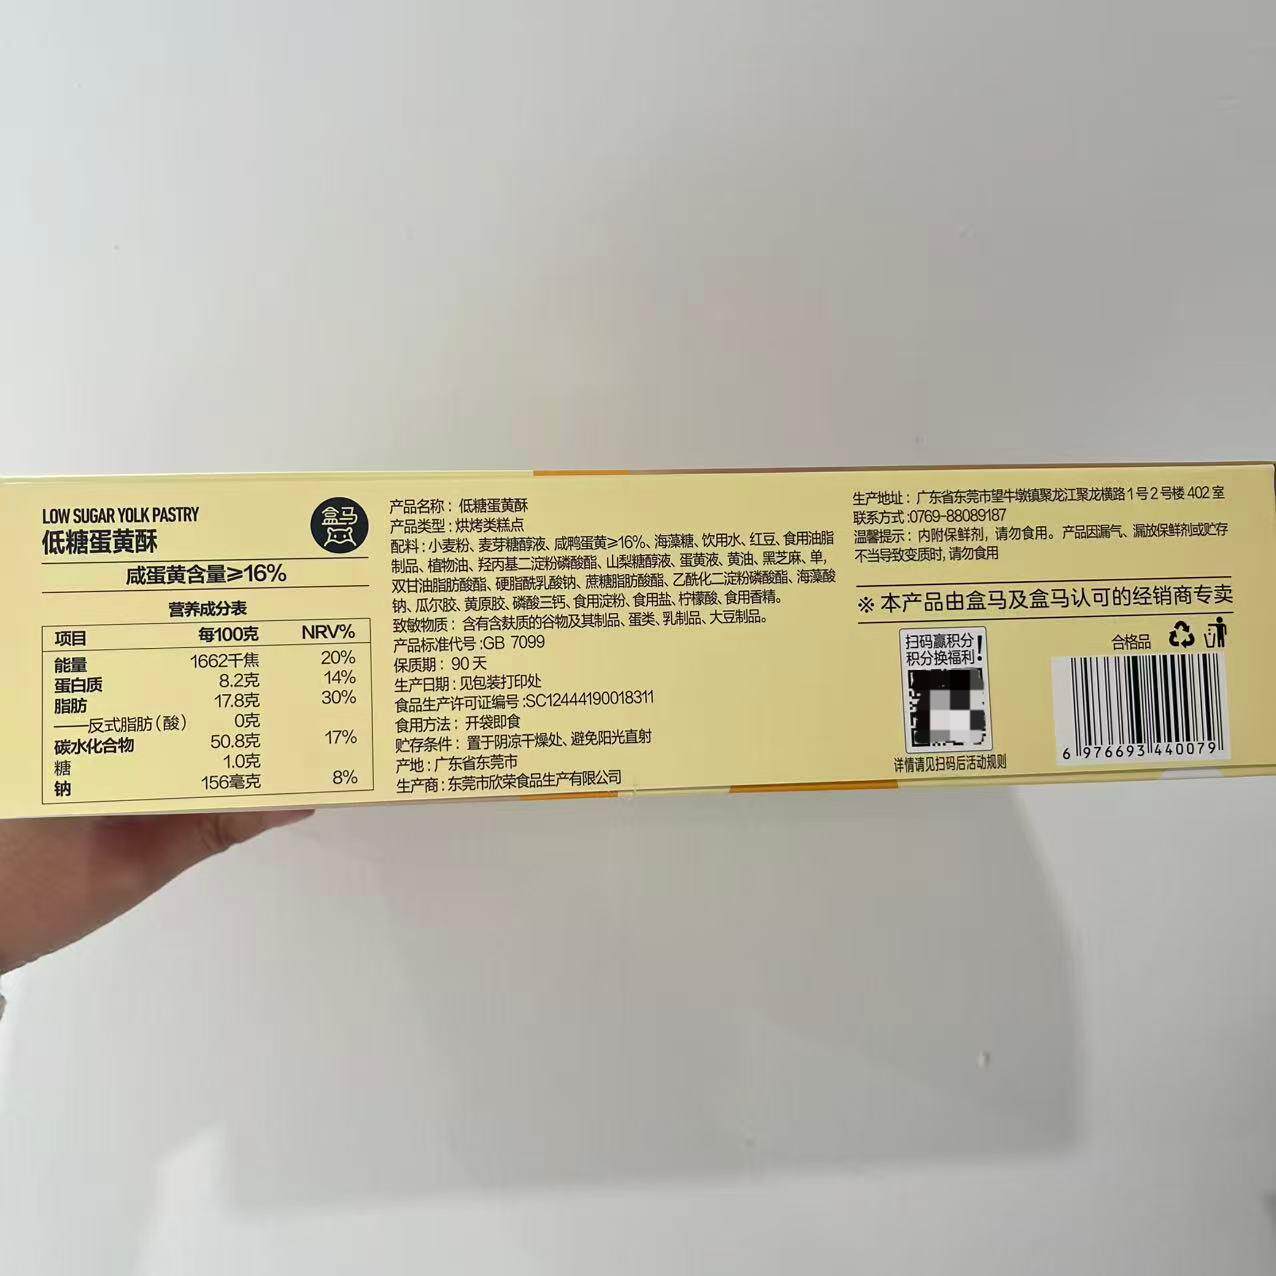 LOW SUGAR YOLK PASTRY
低糖蛋黄酥
盒马
咸蛋黄含量≥16%
营养成分表
项目 每100克 NRV%
能量 1662千焦 20%
蛋白质 8.2克 14%
脂肪 17.8克 30%
——反式脂肪(酸) 0克
碳水化合物 50.8克 17%
糖 1.0克
钠 156毫克 8%
产品名称: 低糖蛋黄酥
产品类型: 烘烤类糕点
配料: 小麦粉、麦芽糖醇液、咸鸭蛋黄≥16%、海藻糖、饮用水、红豆、食用油脂
制品、植物油、羟丙基二淀粉磷酸酯、山梨糖醇液、蛋黄液、黄油、黑芝麻、单,
双甘油脂肪酸酯、硬脂酰乳酸钠、蔗糖脂肪酸酯、乙酰化二淀粉磷酸酯、海藻酸
钠、瓜尔胶、黄原胶、磷酸三钙、食用淀粉、食用盐、柠檬酸、食用香精。
致敏物质: 含有含麸质的谷物及其制品、蛋类、乳制品、大豆制品。
产品标准代号:GB 7099
保质期: 90 天
生产日期: 见包装打印处
食品生产许可证编号:SC12444190018311
食用方法: 开袋即食
贮存条件: 置于阴凉干燥处、避免阳光直射
产地: 广东省东莞市
生产商: 东莞市欣荣食品生产有限公司
生产地址: 广东省东莞市望牛墩镇聚龙江聚龙横路 1 号 2 号楼 402 室
联系方式:0769-88089187
温馨提示: 内附保鲜剂, 请勿食用。产品因漏气、漏放保鲜剂或贮存
不当导致变质时, 请勿食用
※ 本产品由盒马及盒马认可的经销商专卖
扫码赢积分
积分换福利!
详情请见扫码后活动规则
合格品
6 976693 440079